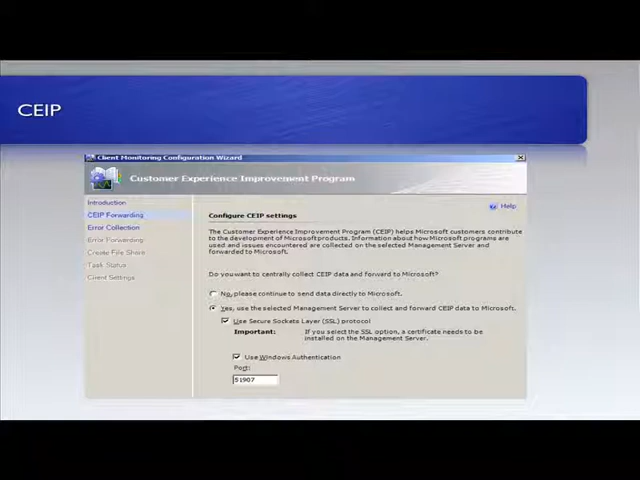 CEIP
Client Monitoring Configuration Wizard
Customer Experience Improvement Program
Introduction
CEIP Forwarding
Error Collection
Error Forwarding
Create File Share
Task Status
Client Settings
Help
Configure CEIP settings
The Customer Experience Improvement Program (CEIP) helps Microsoft customers contribute
to the development of Microsoft products. Information about how Microsoft programs are
used and issues encountered are collected on the selected Management Server and
forwarded to Microsoft.
Do you want to centrally collect CEIP data and forward to Microsoft?
No, please continue to send data directly to Microsoft.
Yes, use the selected Management Server to collect and forward CEIP data to Microsoft.
Use Secure Sockets Layer (SSL) protocol
Important: If you select the SSL option, a certificate needs to be
installed on the Management Server.
Use Windows Authentication
Port:
51907